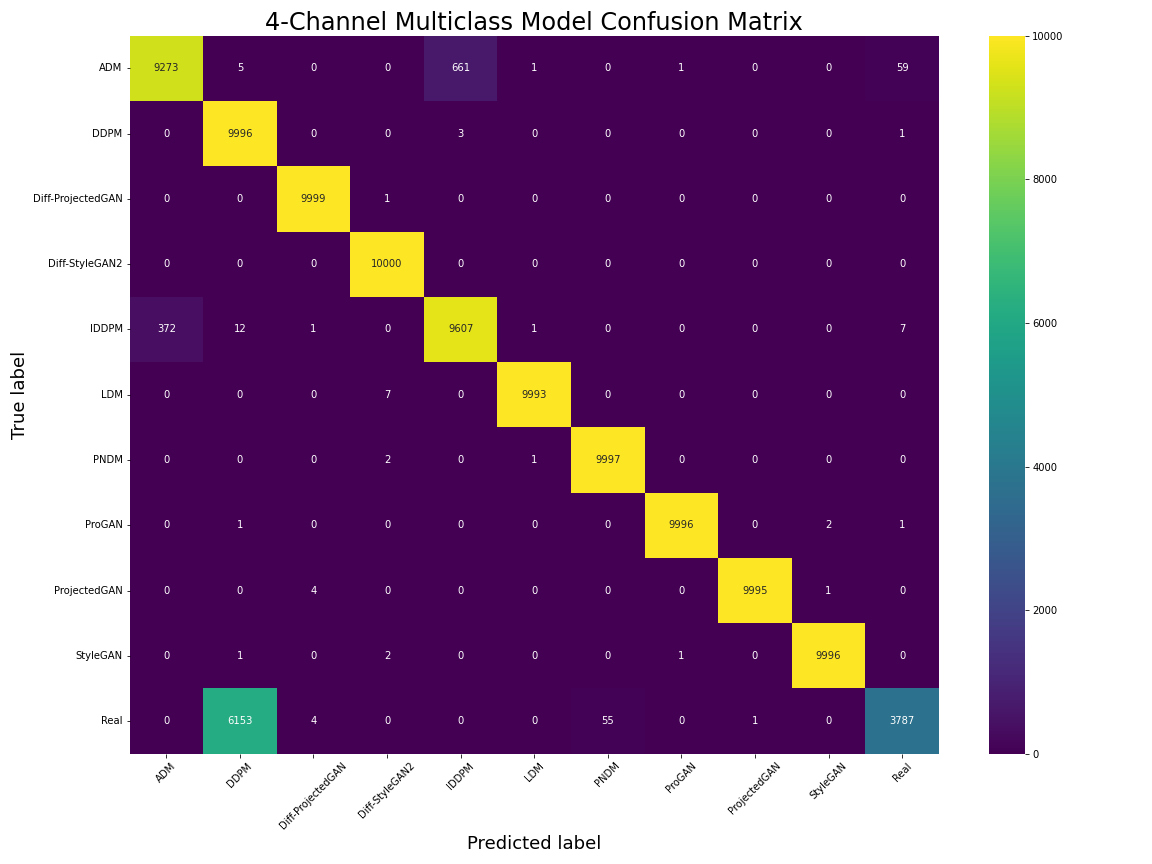 4-Channel Multiclass Model Confusion Matrix
ADM 9273 5 0 0 661 1 0 1 0 0 59
DDPM 0 9996 0 0 3 0 0 0 0 0 1
Diff-ProjectedGAN 0 0 9999 1 0 0 0 0 0 0 0
Diff-StyleGAN2 0 0 0 10000 0 0 0 0 0 0 0
IDDPM 372 12 1 0 9607 1 0 0 0 0 7
LDM 0 0 0 7 0 9993 0 0 0 0 0
PNDM 0 0 0 2 0 1 9997 0 0 0 0
ProGAN 0 1 0 0 0 0 0 9996 0 2 1
ProjectedGAN 0 0 4 0 0 0 0 0 9995 1 0
StyleGAN 0 1 0 2 0 0 0 1 0 9996 0
Real 0 6153 4 0 0 0 55 0 1 0 3787
ADM DDPM Diff-ProjectedGAN Diff-StyleGAN2 IDDPM LDM PNDM ProGAN ProjectedGAN StyleGAN Real
Predicted label
True label
10000
8000
6000
4000
2000
0